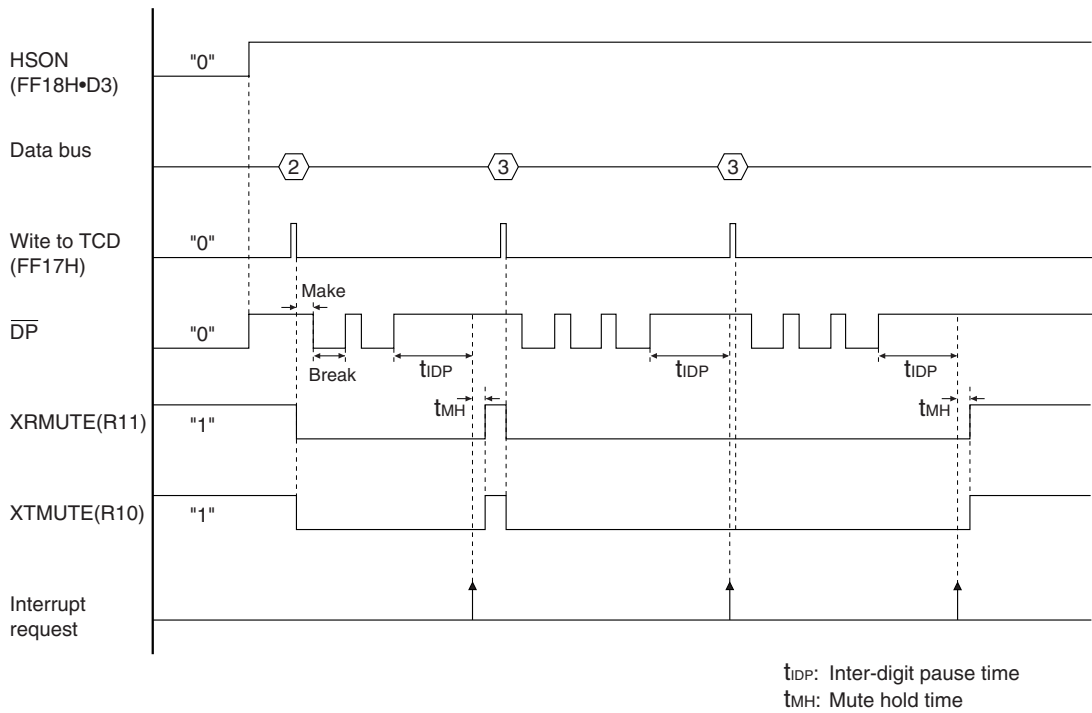 HSON
(FF18H•D3)
"0"
Data bus
2
3
3
Wite to TCD
(FF17H)
"0"
Make
DP
"0"
Break
tIDP
tIDP
tIDP
tMH
tMH
XRMUTE(R11)
"1"
XTMUTE(R10)
"1"
Interrupt
request
tIDP: Inter-digit pause time
tMH: Mute hold time